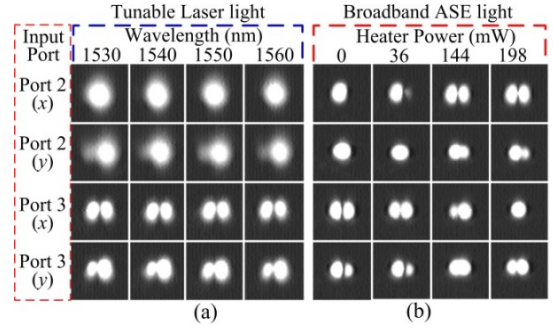 Tunable Laser light Broadband ASE light
Input Port
Wavelength (nm) Heater Power (mW)
1530 1540 1550 1560 0 36 144 198
Port 2 (x)
Port 2 (y)
Port 3 (x)
Port 3 (y)
(a) (b)